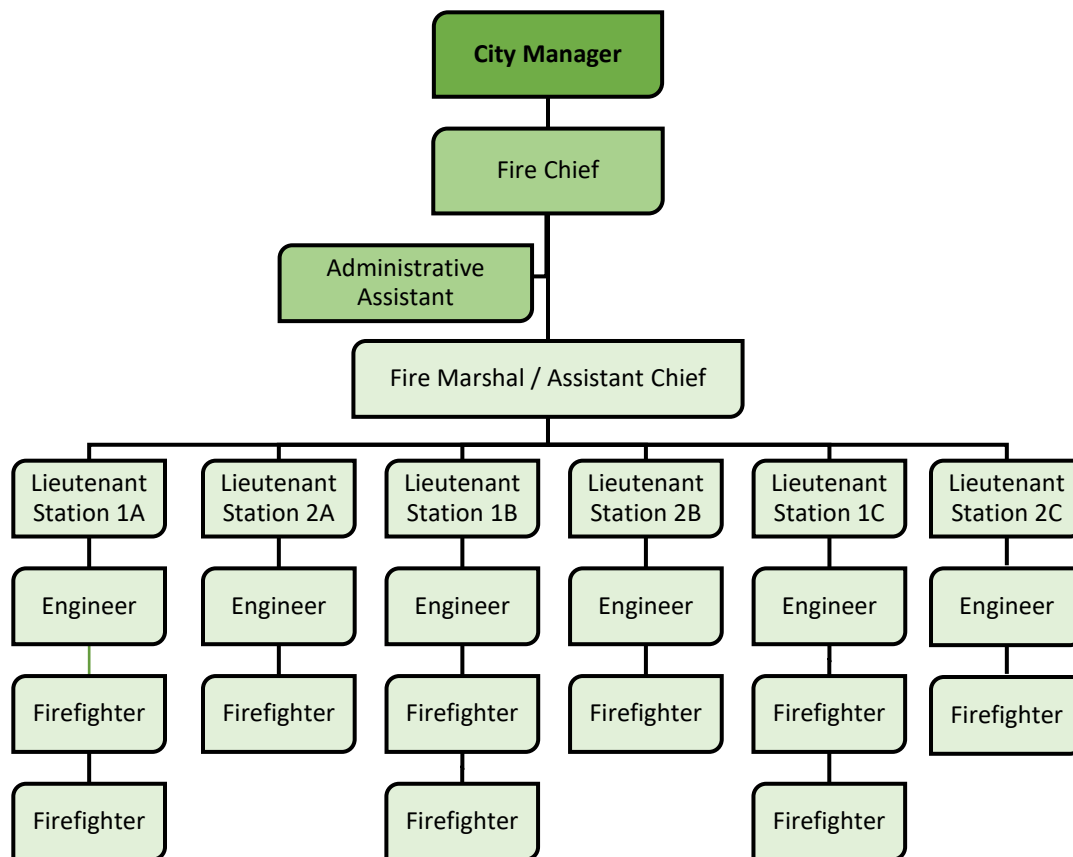 City Manager
Fire Chief
Administrative
Assistant
Fire Marshal / Assistant Chief
Lieutenant
Station 1A
Lieutenant
Station 2A
Lieutenant
Station 1B
Lieutenant
Station 2B
Lieutenant
Station 1C
Lieutenant
Station 2C
Engineer
Engineer
Engineer
Engineer
Engineer
Engineer
Firefighter
Firefighter
Firefighter
Firefighter
Firefighter
Firefighter
Firefighter
Firefighter
Firefighter